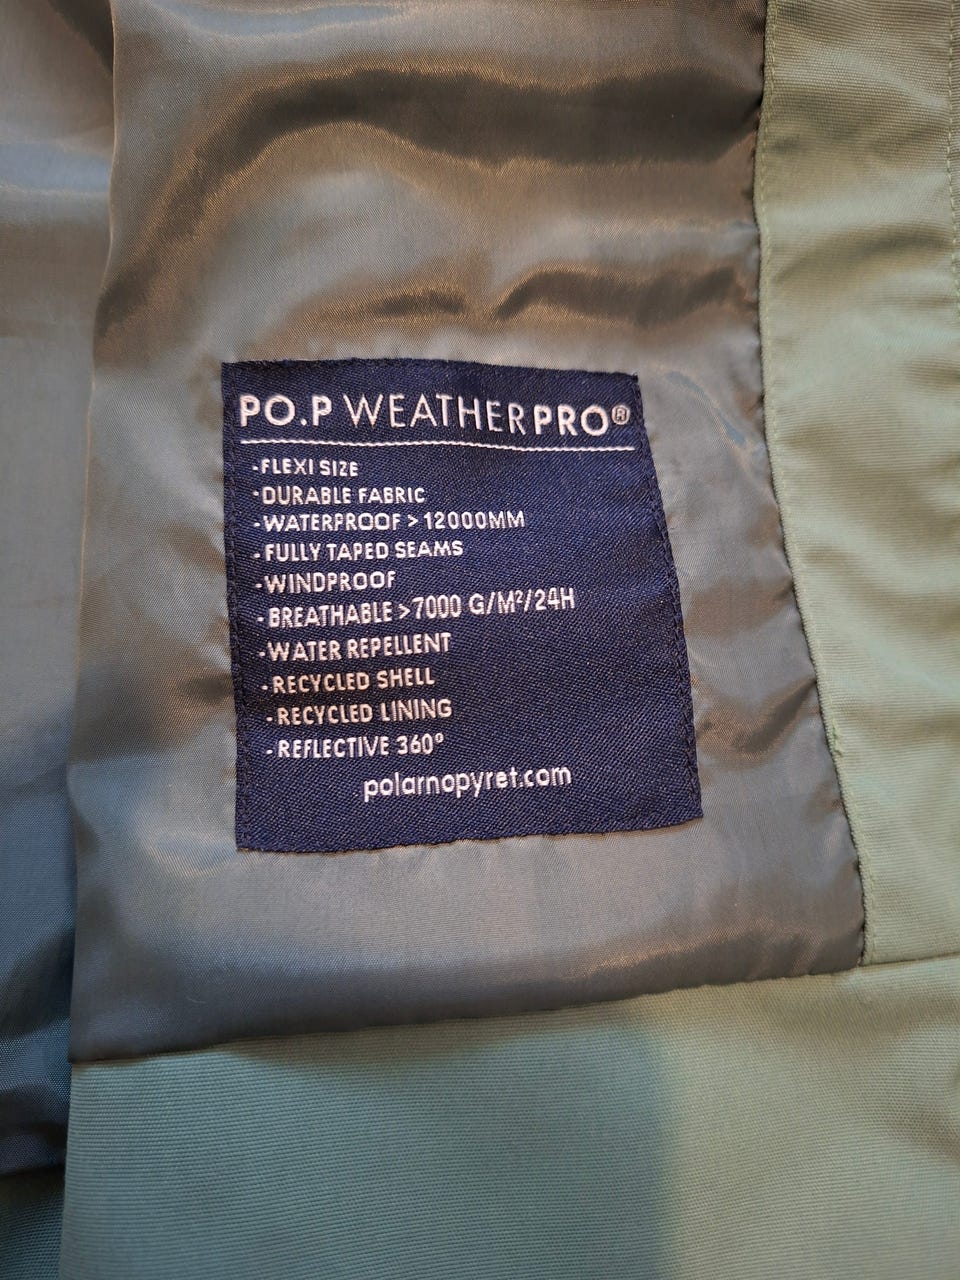 PO.P WEATHERPRO®
-FLEXI SIZE
-DURABLE FABRIC
-WATERPROOF > 12000MM
-FULLY TAPED SEAMS
-WINDPROOF
-BREATHABLE >7000 G/M²/24H
-WATER REPELLENT
-RECYCLED SHELL
-RECYCLED LINING
-REFLECTIVE 360°
polarnopyret.com